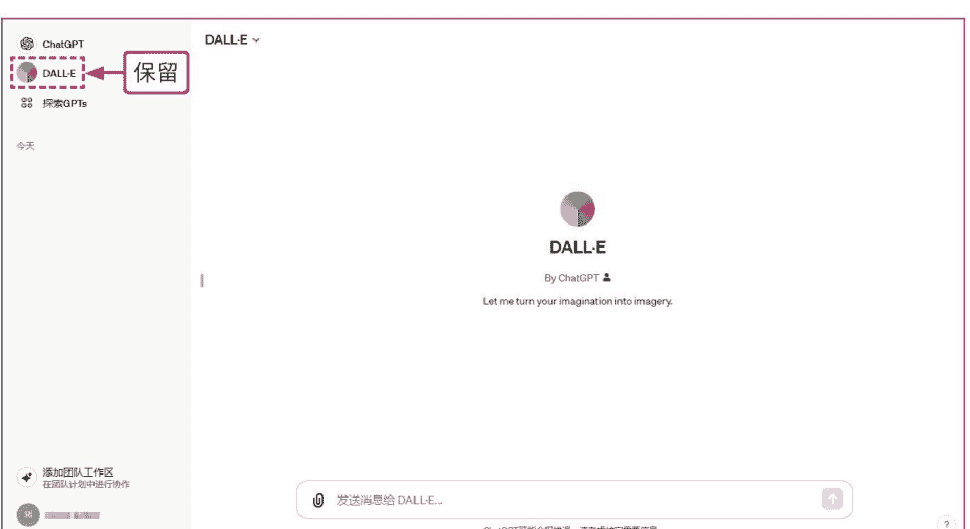 ChatGPT
DALL·E
保留
探索GPTs
今天
添加团队工作区
在团队计划中进行协作
DALL·E
DALL·E
By ChatGPT
Let me turn your imagination into imagery.
发送消息给 DALL·E...
?